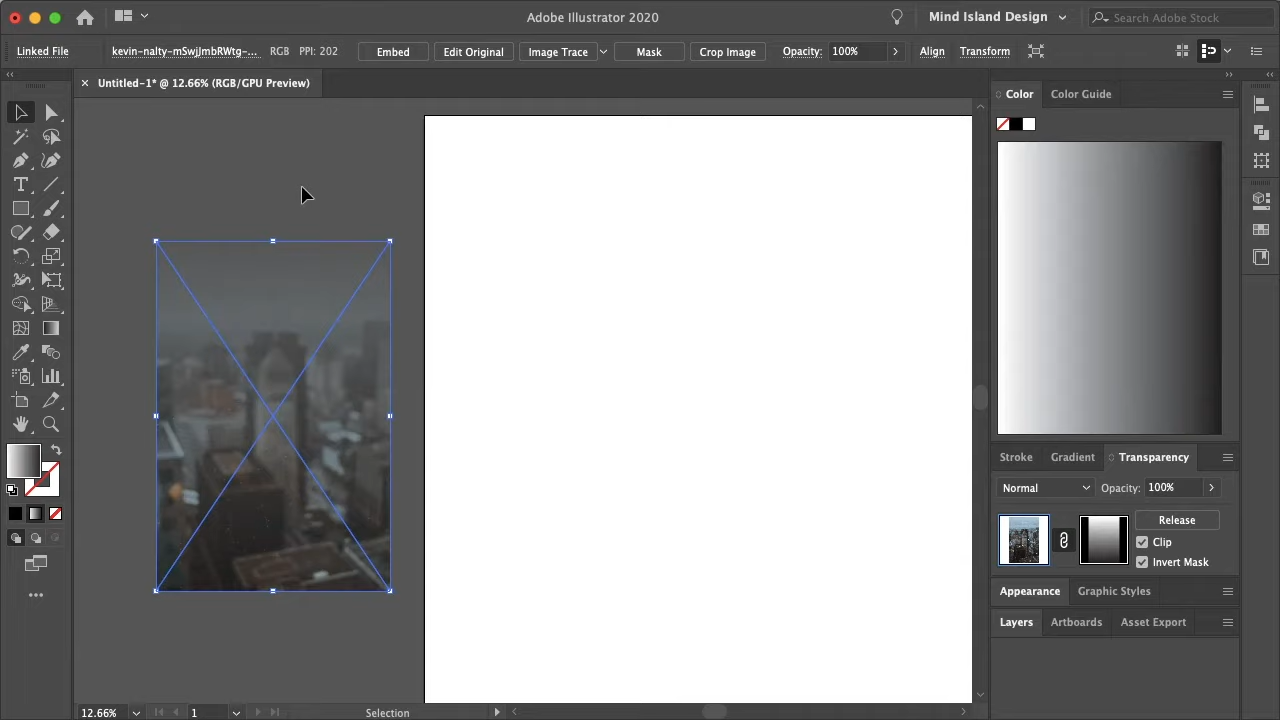 Adobe Illustrator 2020
Mind Island Design
Search Adobe Stock
Linked File
kevin-nalty-mSwjJmbRWtg-...
RGB
PPI: 202
Embed
Edit Original
Image Trace
Mask
Crop Image
Opacity:
100%
Align
Transform
× Untitled-1* @ 12.66% (RGB/GPU Preview)
Color
Color Guide
Stroke
Gradient
Transparency
Normal
Opacity:
100%
Release
Clip
Invert Mask
Appearance
Graphic Styles
Layers
Artboards
Asset Export
12.66%
1
Selection